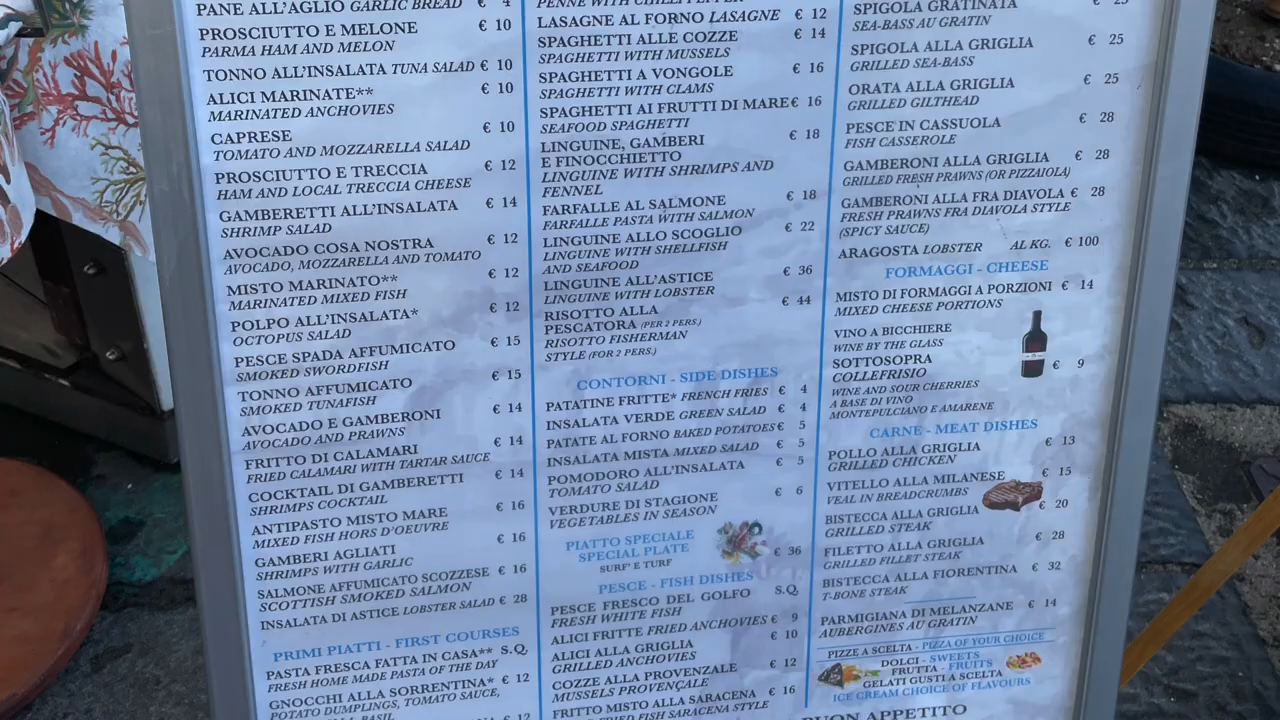 PANE ALL'AGLIO GARLIC BREAD € 4
PROSCIUTTO E MELONE € 10
PARMA HAM AND MELON
TONNO ALL'INSALATA TUNA SALAD € 10
ALICI MARINATE** € 10
MARINATED ANCHOVIES
CAPRESE € 10
TOMATO AND MOZZARELLA SALAD
PROSCIUTTO E TRECCIA € 12
HAM AND LOCAL TRECCIA CHEESE
GAMBERETTI ALL'INSALATA € 14
SHRIMP SALAD
AVOCADO COSA NOSTRA € 12
AVOCADO, MOZZARELLA AND TOMATO
MISTO MARINATO** € 12
MARINATED MIXED FISH
POLPO ALL'INSALATA* € 12
OCTOPUS SALAD
PESCE SPADA AFFUMICATO € 15
SMOKED SWORDFISH
TONNO AFFUMICATO € 15
SMOKED TUNAFISH
AVOCADO E GAMBERONI € 14
AVOCADO AND PRAWNS
FRITTO DI CALAMARI € 14
FRIED CALAMARI WITH TARTAR SAUCE
COCKTAIL DI GAMBERETTI € 14
SHRIMPS COCKTAIL
ANTIPASTO MISTO MARE € 16
MIXED FISH HORS D'OEUVRE
GAMBERI AGLIATI € 16
SHRIMPS WITH GARLIC
SALMONE AFFUMICATO SCOZZESE € 16
SCOTTISH SMOKED SALMON
INSALATA DI ASTICE LOBSTER SALAD € 28
PRIMI PIATTI - FIRST COURSES
PASTA FRESCA FATTA IN CASA** S.Q.
FRESH HOME MADE PASTA OF THE DAY
GNOCCHI ALLA SORRENTINA* € 12
POTATO DUMPLINGS, TOMATO SAUCE,
BASIL
€ 12
PENNE WITH CHILI PEPPER
LASAGNE AL FORNO LASAGNE € 12
SPAGHETTI ALLE COZZE € 14
SPAGHETTI WITH MUSSELS
SPAGHETTI A VONGOLE € 16
SPAGHETTI WITH CLAMS
SPAGHETTI AI FRUTTI DI MARE € 16
SEAFOOD SPAGHETTI
LINGUINE, GAMBERI € 18
E FINOCCHIETTO
LINGUINE WITH SHRIMPS AND
FENNEL
FARFALLE AL SALMONE € 18
FARFALLE PASTA WITH SALMON
LINGUINE ALLO SCOGLIO € 22
LINGUINE WITH SHELLFISH
AND SEAFOOD
LINGUINE ALL'ASTICE € 36
LINGUINE WITH LOBSTER
RISOTTO ALLA € 44
PESCATORA (PER 2 PERS.)
RISOTTO FISHERMAN
STYLE (FOR 2 PERS.)
CONTORNI - SIDE DISHES
PATATINE FRITTE* FRENCH FRIES € 4
INSALATA VERDE GREEN SALAD € 4
PATATE AL FORNO BAKED POTATOES € 5
INSALATA MISTA MIXED SALAD € 5
POMODORO ALL'INSALATA € 5
TOMATO SALAD
VERDURE DI STAGIONE € 6
VEGETABLES IN SEASON
PIATTO SPECIALE
SPECIAL PLATE € 36
SURF' E TURF
PESCE - FISH DISHES
PESCE FRESCO DEL GOLFO S.Q.
FRESH WHITE FISH
ALICI FRITTE FRIED ANCHOVIES € 9
ALICI ALLA GRIGLIA € 10
GRILLED ANCHOVIES
COZZE ALLA PROVENZALE € 12
MUSSELS PROVENÇALE
FRITTO MISTO ALLA SARACENA € 16
FRIED FISH SARACENA STYLE
SPIGOLA GRATINATA € 25
SEA-BASS AU GRATIN
SPIGOLA ALLA GRIGLIA € 25
GRILLED SEA-BASS
ORATA ALLA GRIGLIA € 25
GRILLED GILTHEAD
PESCE IN CASSUOLA € 28
FISH CASSEROLE
GAMBERONI ALLA GRIGLIA € 28
GRILLED FRESH PRAWNS (OR PIZZAIOLA)
GAMBERONI ALLA FRA DIAVOLA € 28
FRESH PRAWNS FRA DIAVOLA STYLE
(SPICY SAUCE)
ARAGOSTA LOBSTER AL KG. € 100
FORMAGGI - CHEESE
MISTO DI FORMAGGI A PORZIONI € 14
MIXED CHEESE PORTIONS
VINO A BICCHIERE
WINE BY THE GLASS
SOTTOSOPRA
COLLEFRISIO € 9
WINE AND SOUR CHERRIES
A BASE DI VINO
MONTEPULCIANO E AMARENE
CARNE - MEAT DISHES
POLLO ALLA GRIGLIA € 13
GRILLED CHICKEN
VITELLO ALLA MILANESE € 15
VEAL IN BREADCRUMBS
BISTECCA ALLA GRIGLIA € 20
GRILLED STEAK
FILETTO ALLA GRIGLIA € 28
GRILLED FILLET STEAK
BISTECCA ALLA FIORENTINA € 32
T-BONE STEAK
PARMIGIANA DI MELANZANE € 14
AUBERGINES AU GRATIN
PIZZE A SCELTA - PIZZA OF YOUR CHOICE
DOLCI - SWEETS
FRUTTA - FRUITS
GELATI GUSTI A SCELTA
ICE CREAM CHOICE OF FLAVOURS
BUON APPETITO